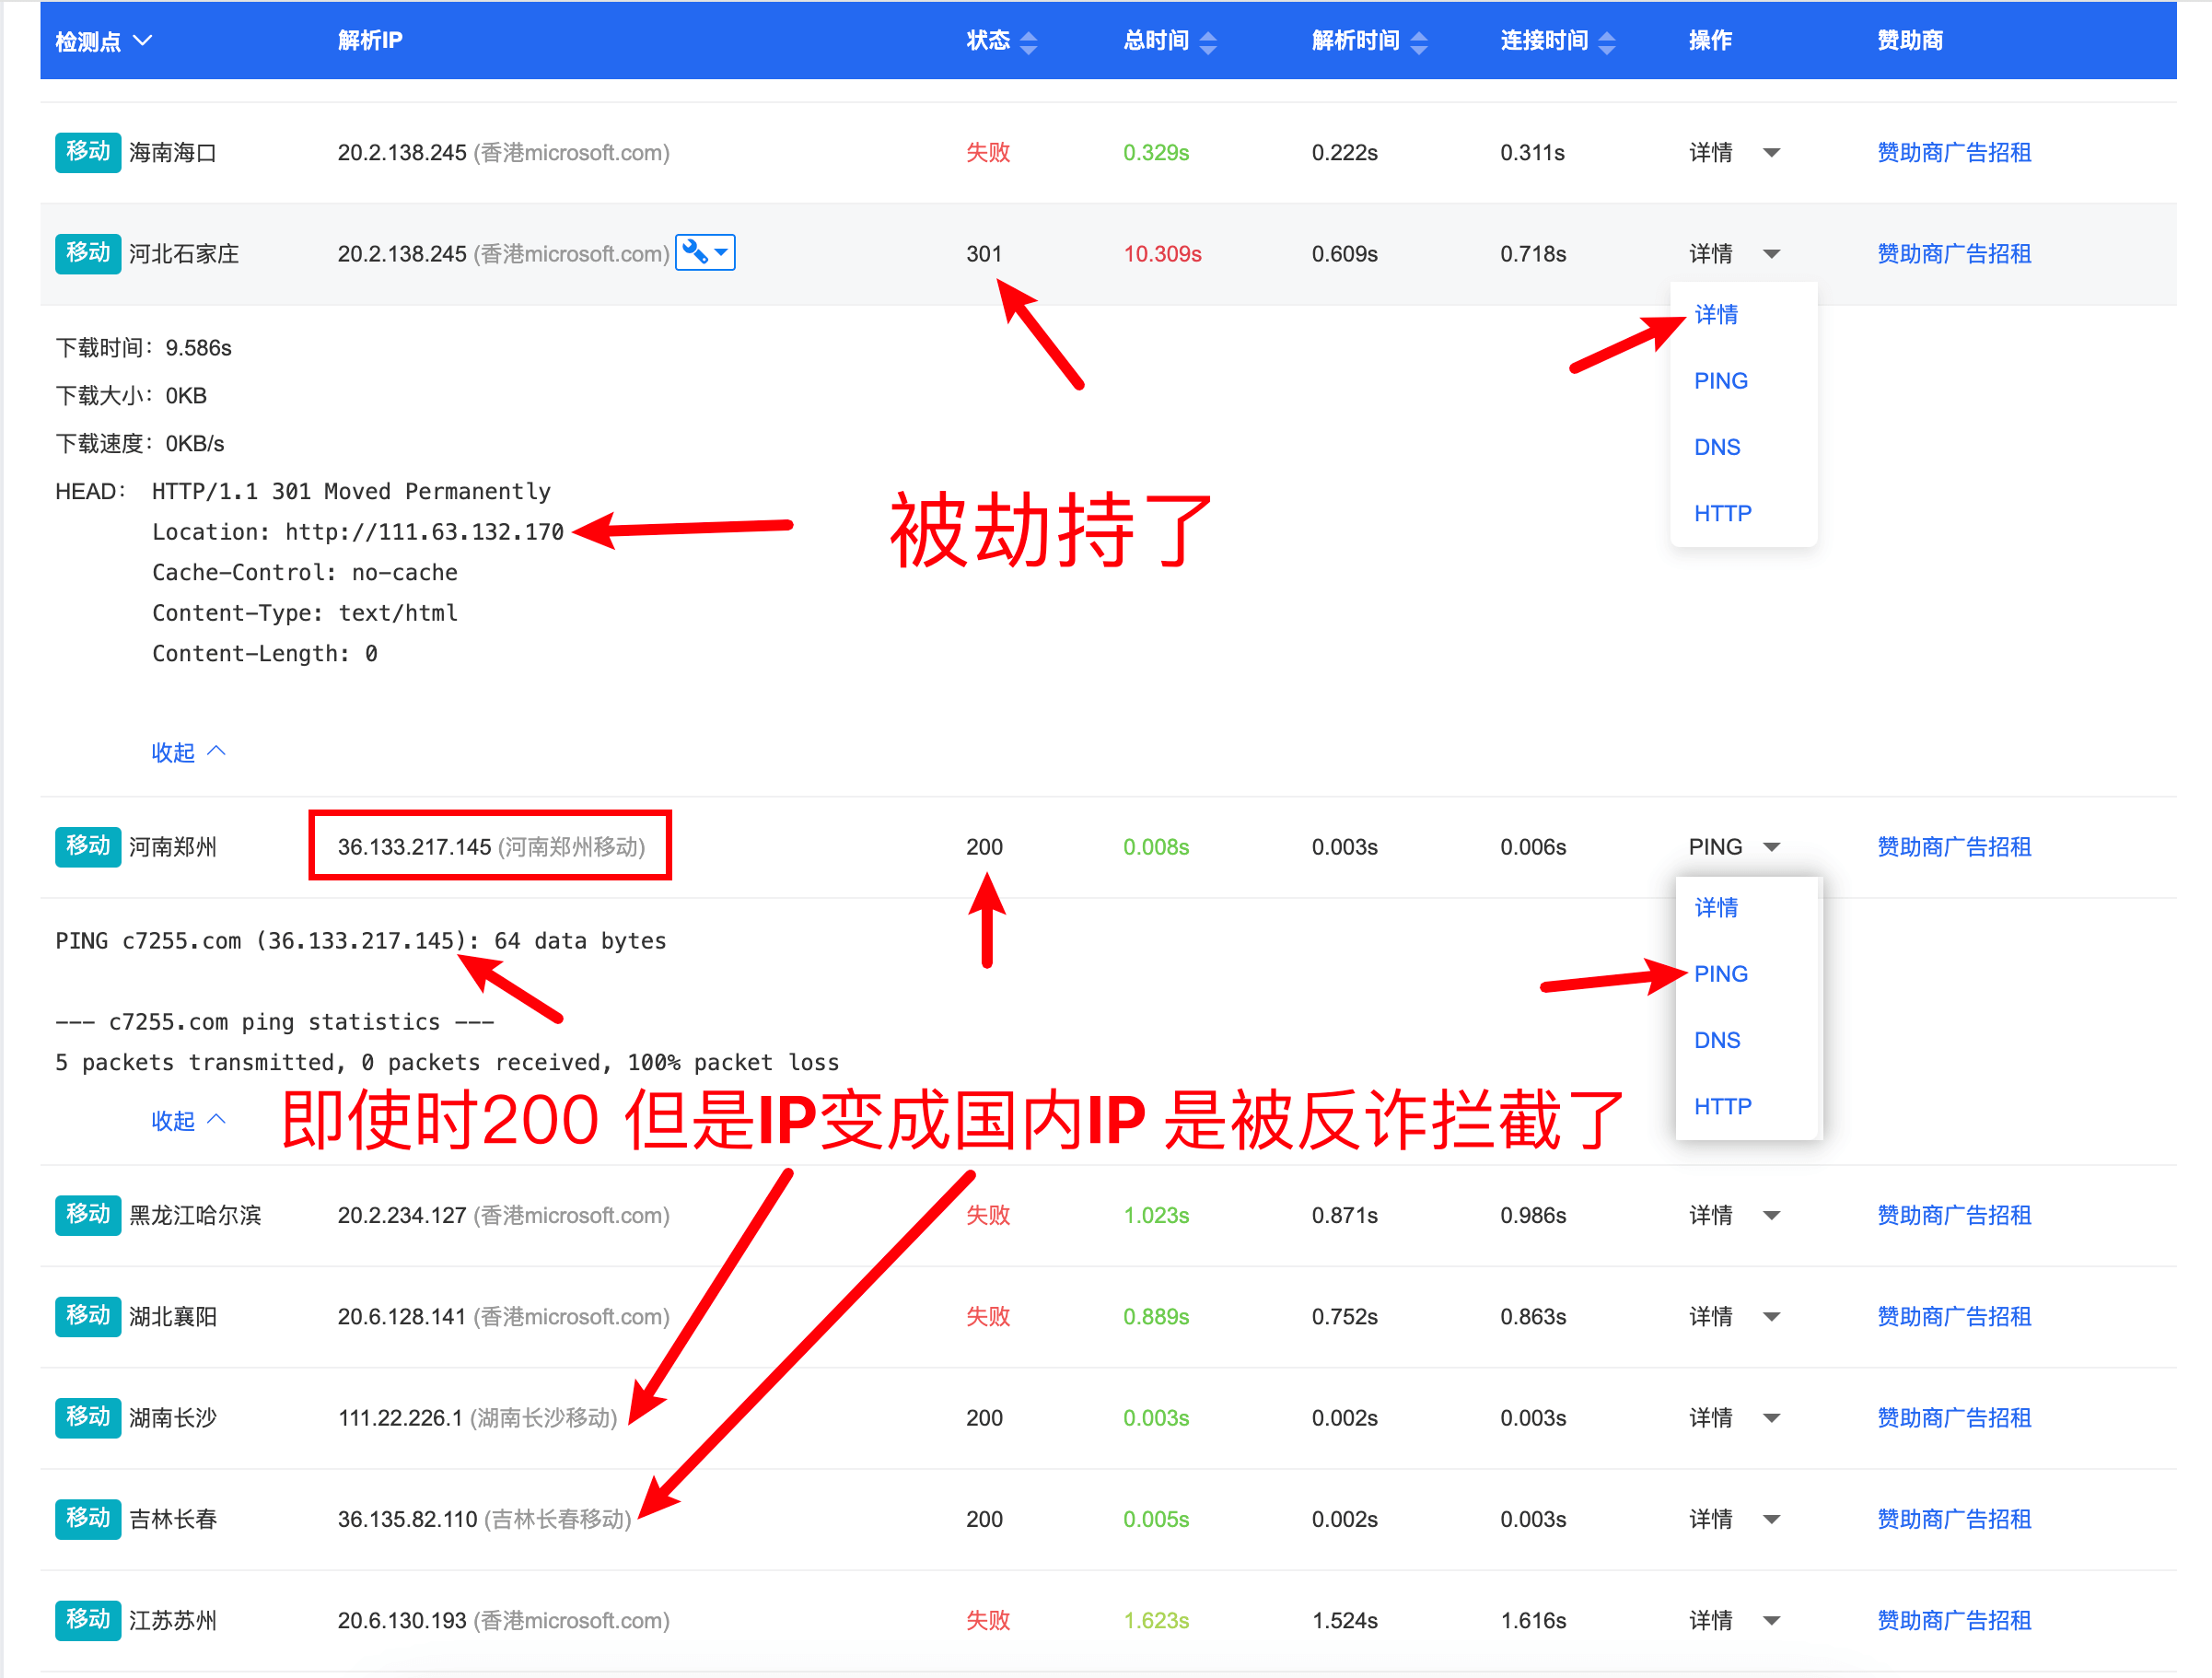 检测点 解析IP 状态 总时间 解析时间 连接时间 操作 赞助商
移动 海南海口 20.2.138.245 (香港microsoft.com) 失败 0.329s 0.222s 0.311s 详情 赞助商广告招租
移动 河北石家庄 20.2.138.245 (香港microsoft.com) 301 10.309s 0.609s 0.718s 详情 赞助商广告招租
详情
PING
DNS
HTTP
下载时间：9.586s
下载大小：0KB
下载速度：0KB/s
HEAD： HTTP/1.1 301 Moved Permanently
Location: http://111.63.132.170
Cache-Control: no-cache
Content-Type: text/html
Content-Length: 0
被劫持了
收起
移动 河南郑州 36.133.217.145 (河南郑州移动) 200 0.008s 0.003s 0.006s PING 赞助商广告招租
详情
PING
DNS
HTTP
PING c7255.com (36.133.217.145): 64 data bytes
--- c7255.com ping statistics ---
5 packets transmitted, 0 packets received, 100% packet loss
收起
即使时200 但是IP变成国内IP 是被反诈拦截了
移动 黑龙江哈尔滨 20.2.234.127 (香港microsoft.com) 失败 1.023s 0.871s 0.986s 详情 赞助商广告招租
移动 湖北襄阳 20.6.128.141 (香港microsoft.com) 失败 0.889s 0.752s 0.863s 详情 赞助商广告招租
移动 湖南长沙 111.22.226.1 (湖南长沙移动) 200 0.003s 0.002s 0.003s 详情 赞助商广告招租
移动 吉林长春 36.135.82.110 (吉林长春移动) 200 0.005s 0.002s 0.003s 详情 赞助商广告招租
移动 江苏苏州 20.6.130.193 (香港microsoft.com) 失败 1.623s 1.524s 1.616s 详情 赞助商广告招租